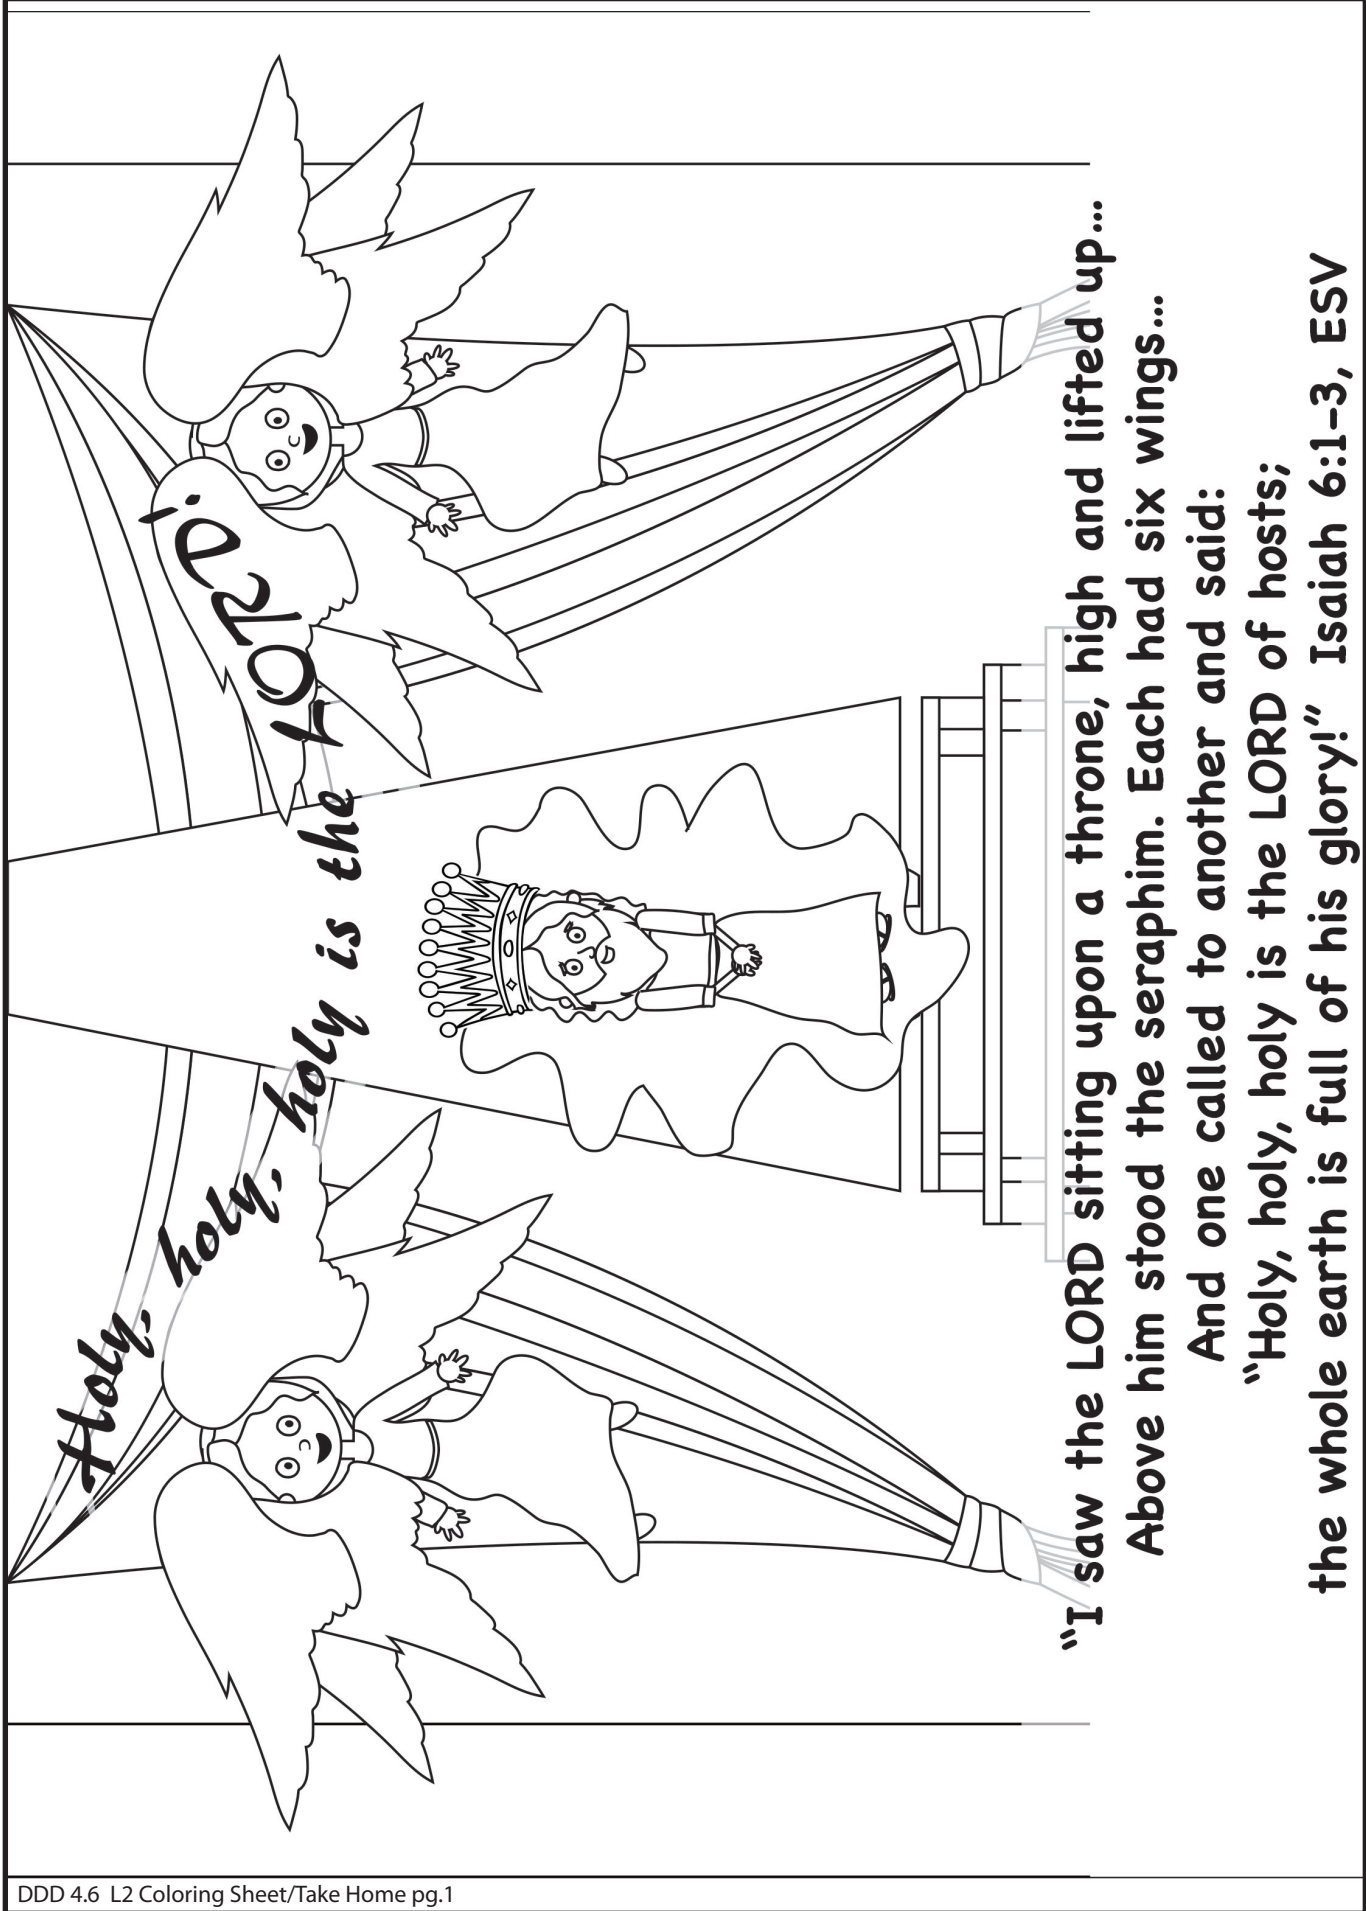 Holy, holy, holy is the LORD!
“I saw the LORD sitting upon a throne, high and lifted up...
Above him stood the seraphim. Each had six wings...
And one called to another and said:
“Holy, holy, holy is the LORD of hosts;
the whole earth is full of his glory!” Isaiah 6:1-3, ESV
DDD 4.6 L2 Coloring Sheet/Take Home pg.1